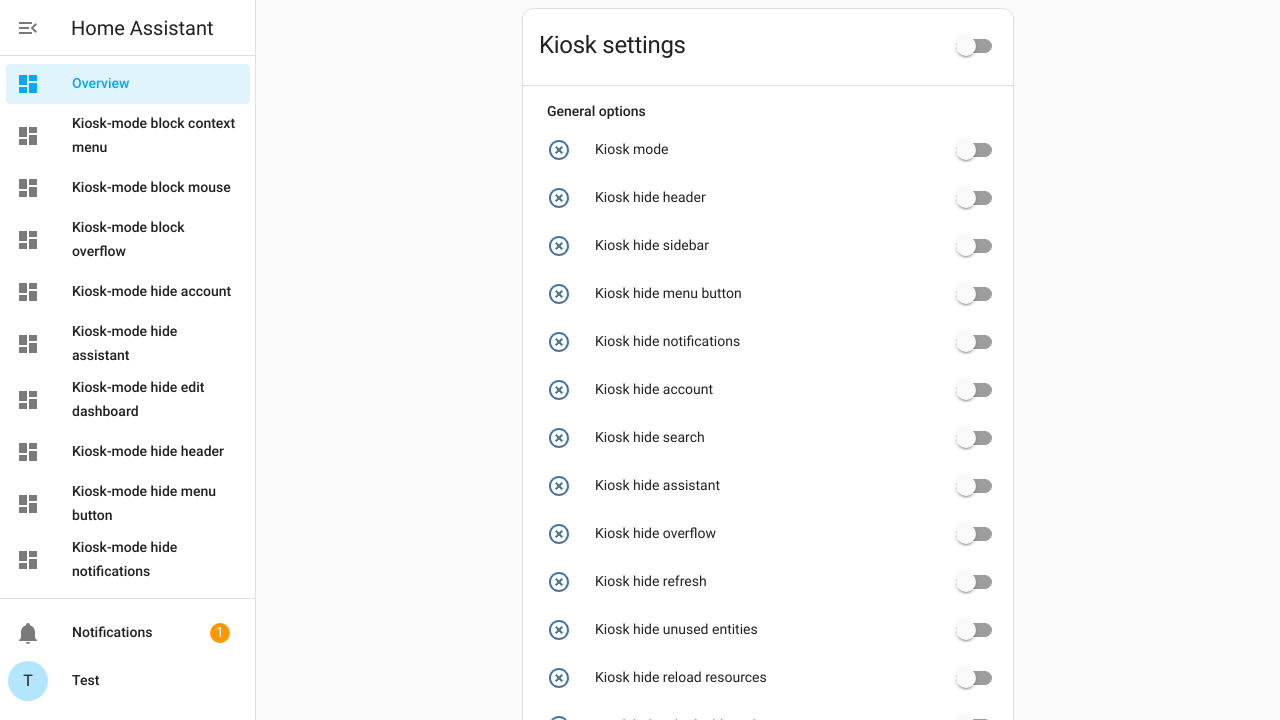 Home Assistant
Overview
Kiosk-mode block context
menu
Kiosk-mode block mouse
Kiosk-mode block
overflow
Kiosk-mode hide account
Kiosk-mode hide
assistant
Kiosk-mode hide edit
dashboard
Kiosk-mode hide header
Kiosk-mode hide menu
button
Kiosk-mode hide
notifications
Notifications 1
T Test
Kiosk settings
General options
Kiosk mode
Kiosk hide header
Kiosk hide sidebar
Kiosk hide menu button
Kiosk hide notifications
Kiosk hide account
Kiosk hide search
Kiosk hide assistant
Kiosk hide overflow
Kiosk hide refresh
Kiosk hide unused entities
Kiosk hide reload resources